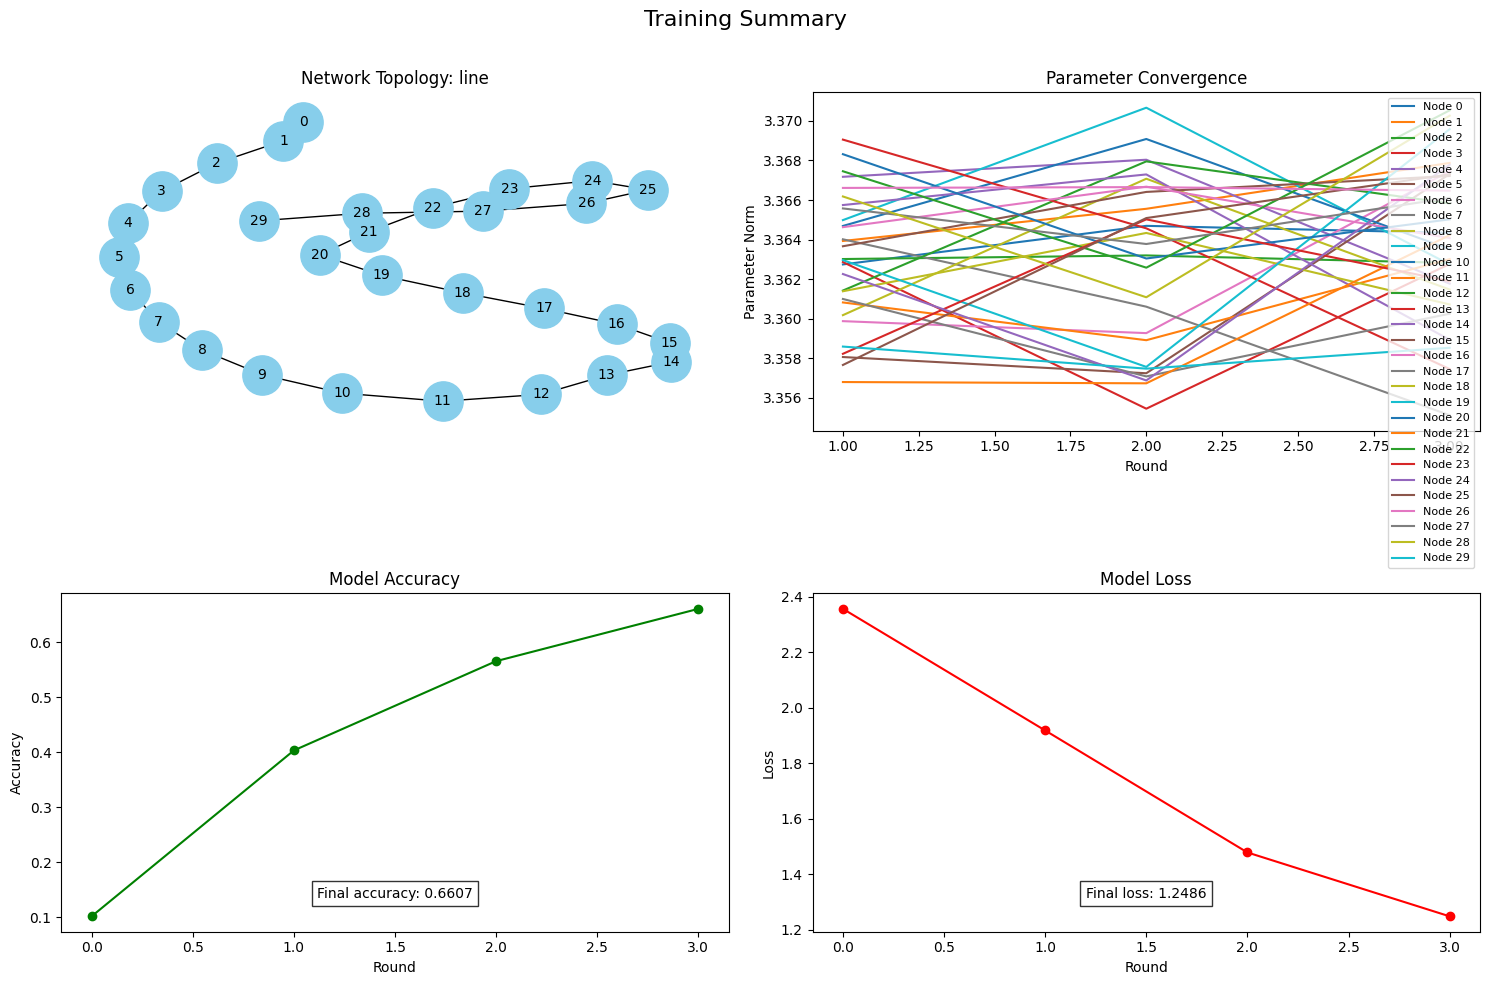 Training Summary
Network Topology: line
0
1
2
3
4
5
6
7
8
9
10
11
12
13
14
15
16
17
18
19
20
21
22
23
24
25
26
27
28
29
Parameter Convergence
Parameter Norm
3.370
3.368
3.366
3.364
3.362
3.360
3.358
3.356
1.00 1.25 1.50 1.75 2.00 2.25 2.50 2.75 3.00
Round
Node 0
Node 1
Node 2
Node 3
Node 4
Node 5
Node 6
Node 7
Node 8
Node 9
Node 10
Node 11
Node 12
Node 13
Node 14
Node 15
Node 16
Node 17
Node 18
Node 19
Node 20
Node 21
Node 22
Node 23
Node 24
Node 25
Node 26
Node 27
Node 28
Node 29
Model Accuracy
Accuracy
0.6
0.5
0.4
0.3
0.2
0.1
Final accuracy: 0.6607
0.0 0.5 1.0 1.5 2.0 2.5 3.0
Round
Model Loss
Loss
2.4
2.2
2.0
1.8
1.6
1.4
1.2
Final loss: 1.2486
0.0 0.5 1.0 1.5 2.0 2.5 3.0
Round